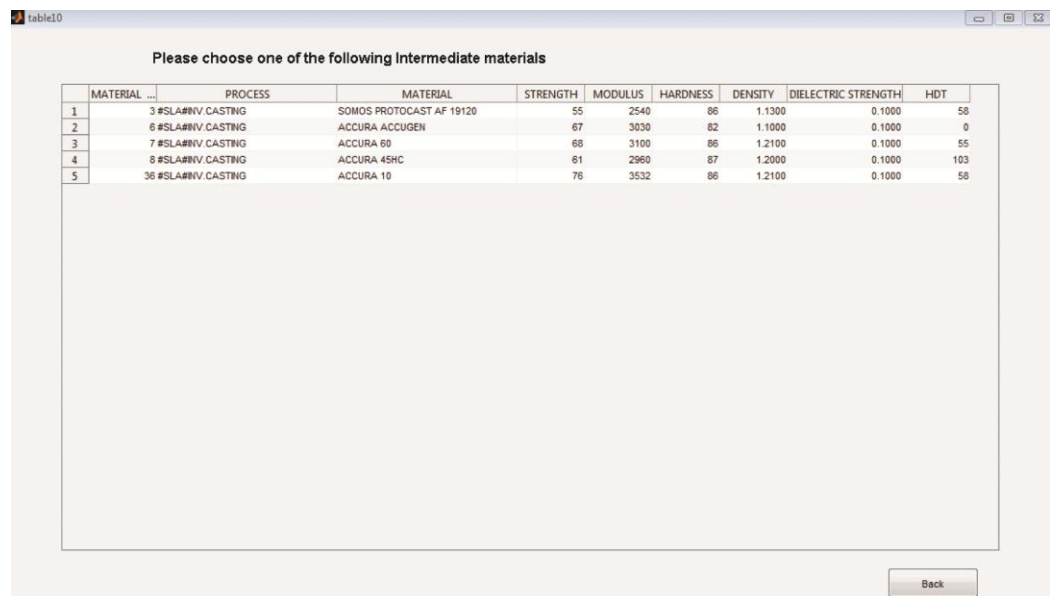 table10
Please choose one of the following Intermediate materials
MATERIAL ... PROCESS MATERIAL STRENGTH MODULUS HARDNESS DENSITY DIELECTRIC STRENGTH HDT
1 3 #SLA#INV.CASTING SOMOS PROTOCAST AF 19120 55 2540 86 1.1300 0.1000 58
2 6 #SLA#INV.CASTING ACCURA ACCUGEN 67 3030 82 1.1000 0.1000 0
3 7 #SLA#INV.CASTING ACCURA 60 68 3100 86 1.2100 0.1000 55
4 8 #SLA#INV.CASTING ACCURA 45HC 61 2960 87 1.2000 0.1000 103
5 36 #SLA#INV.CASTING ACCURA 10 76 3532 86 1.2100 0.1000 58
Back